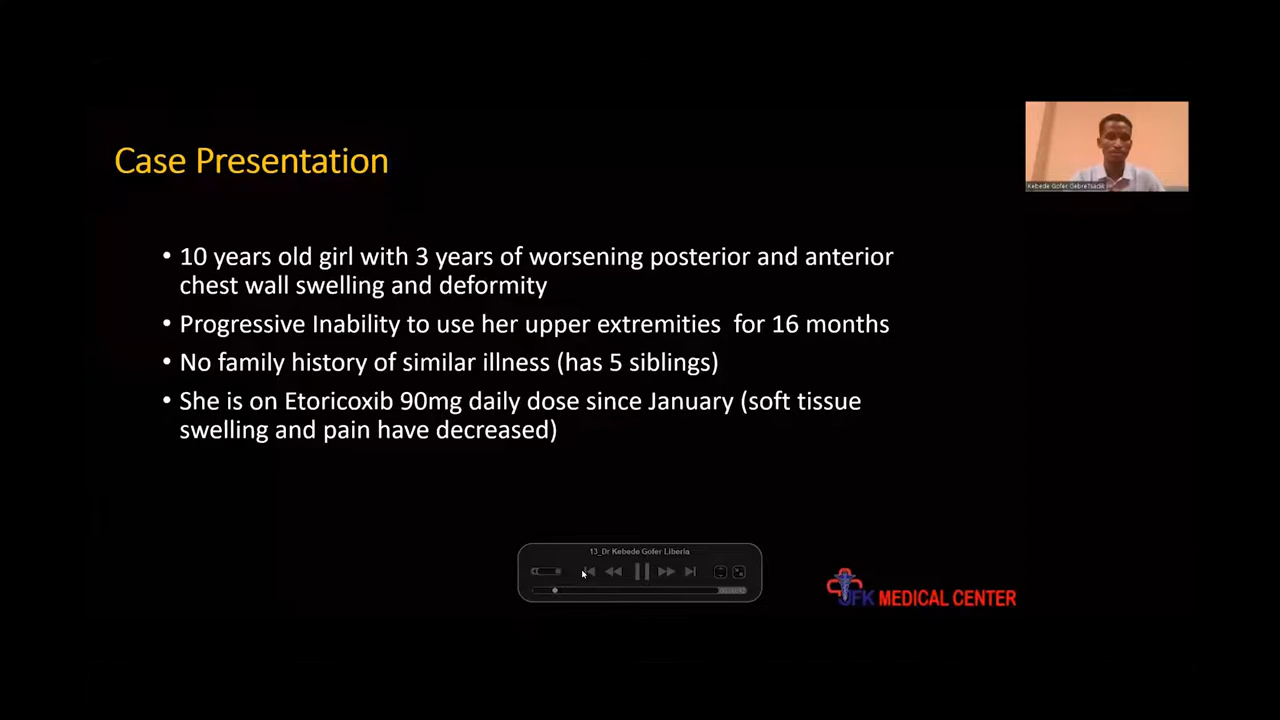 Case Presentation
Kebede Gofer GebreTsadik
• 10 years old girl with 3 years of worsening posterior and anterior
chest wall swelling and deformity
• Progressive Inability to use her upper extremities for 16 months
• No family history of similar illness (has 5 siblings)
• She is on Etoricoxib 90mg daily dose since January (soft tissue
swelling and pain have decreased)
13_Dr Kebede Gofer Liberia
JFK MEDICAL CENTER